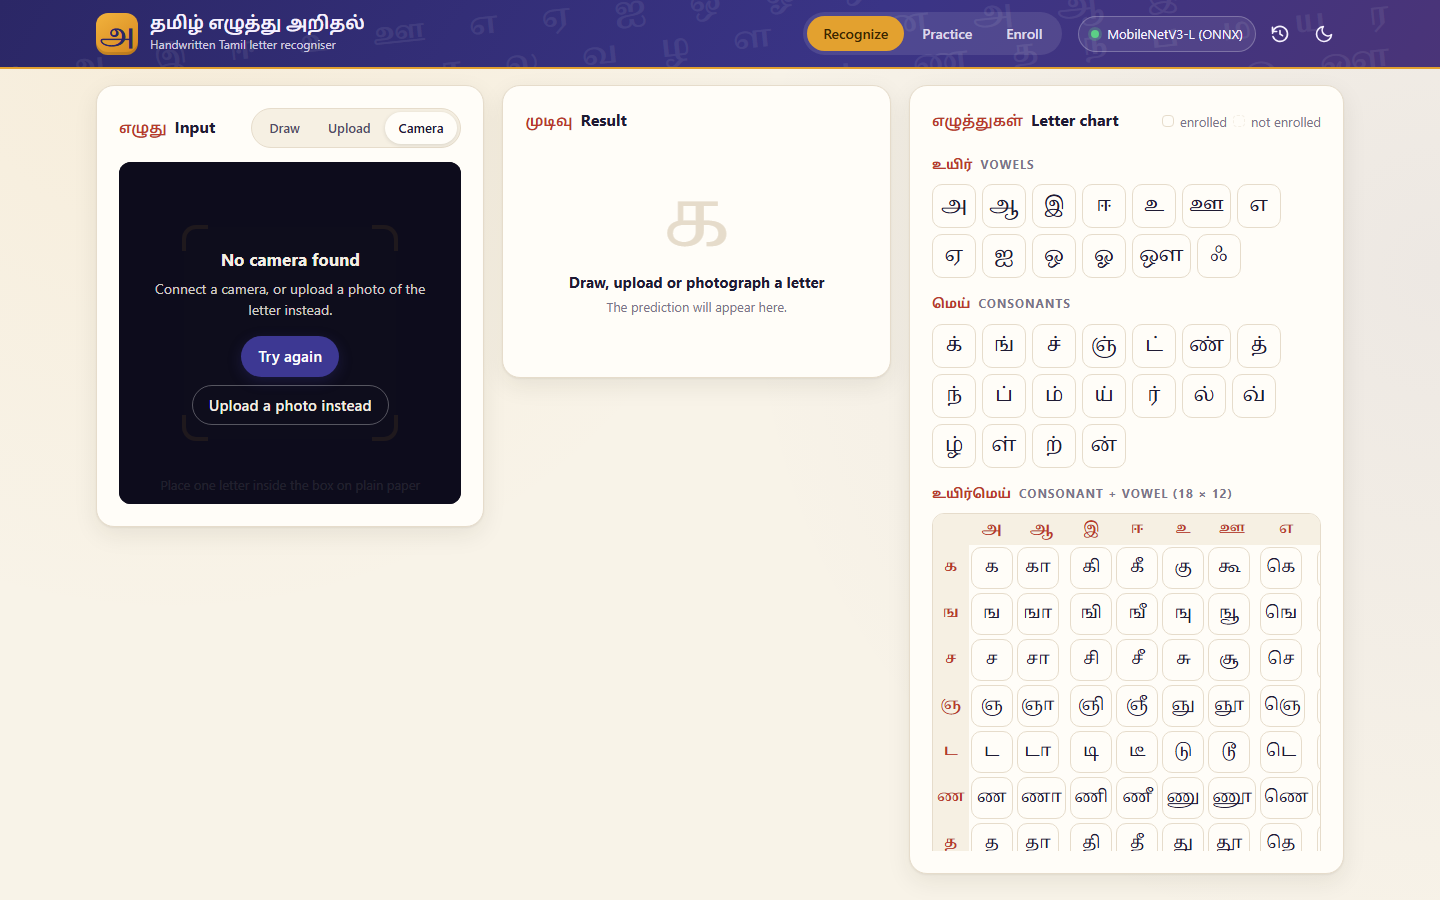 தமிழ் எழுத்து அறிதல்
Handwritten Tamil letter recogniser
Recognize Practice Enroll
MobileNetV3-L (ONNX)
எழுது Input
Draw Upload Camera
No camera found
Connect a camera, or upload a photo of the
letter instead.
Try again
Upload a photo instead
Place one letter inside the box on plain paper
முடிவு Result
க
Draw, upload or photograph a letter
The prediction will appear here.
எழுத்துகள் Letter chart
enrolled not enrolled
உயிர் VOWELS
அ ஆ இ ஈ உ ஊ எ
ஏ ஐ ஒ ஓ ஔ ஃ
மெய் CONSONANTS
க் ங் ச் ஞ் ட் ண் த்
ந் ப் ம் ய் ர் ல் வ்
ழ் ள் ற் ன்
உயிர்மெய் CONSONANT + VOWEL (18 × 12)
அ ஆ இ ஈ உ ஊ எ
க க கா கி கீ கு கூ கெ
ங ங ஙா ஙி ஙீ ஙு ஙூ ஙெ
ச ச சா சி சீ சு சூ செ
ஞ ஞ ஞா ஞி ஞீ ஞு ஞூ ஞெ
ட ட டா டி டீ டு டூ டெ
ண ண ணா ணி ணீ ணு ணூ ணெ
த த தா தி தீ து தூ தெ